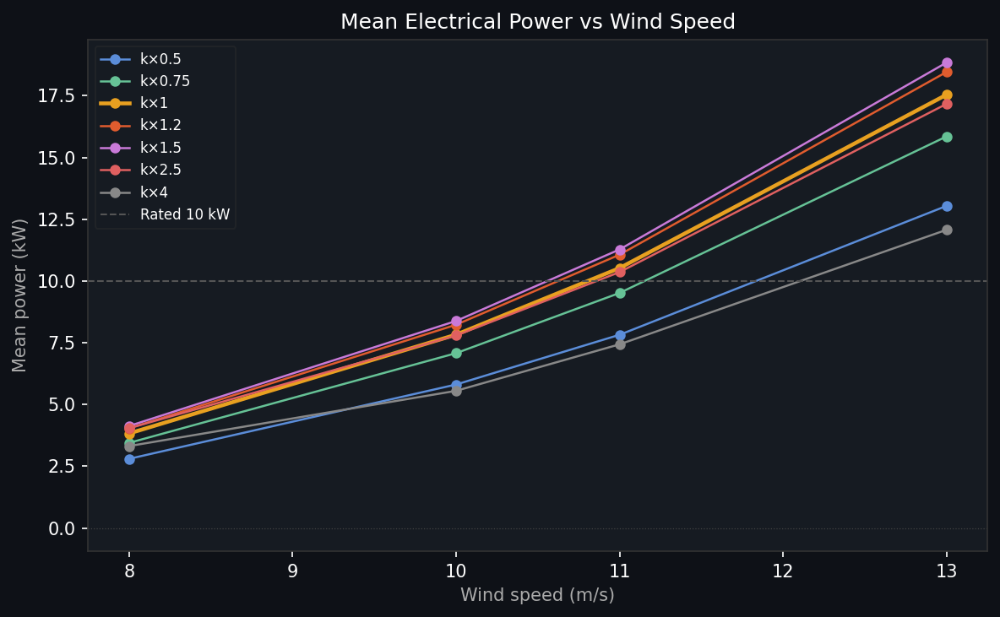 Mean Electrical Power vs Wind Speed
k×0.5
k×0.75
k×1
k×1.2
k×1.5
k×2.5
k×4
Rated 10 kW
17.5
15.0
12.5
10.0
7.5
5.0
2.5
0.0
Mean power (kW)
8 9 10 11 12 13
Wind speed (m/s)